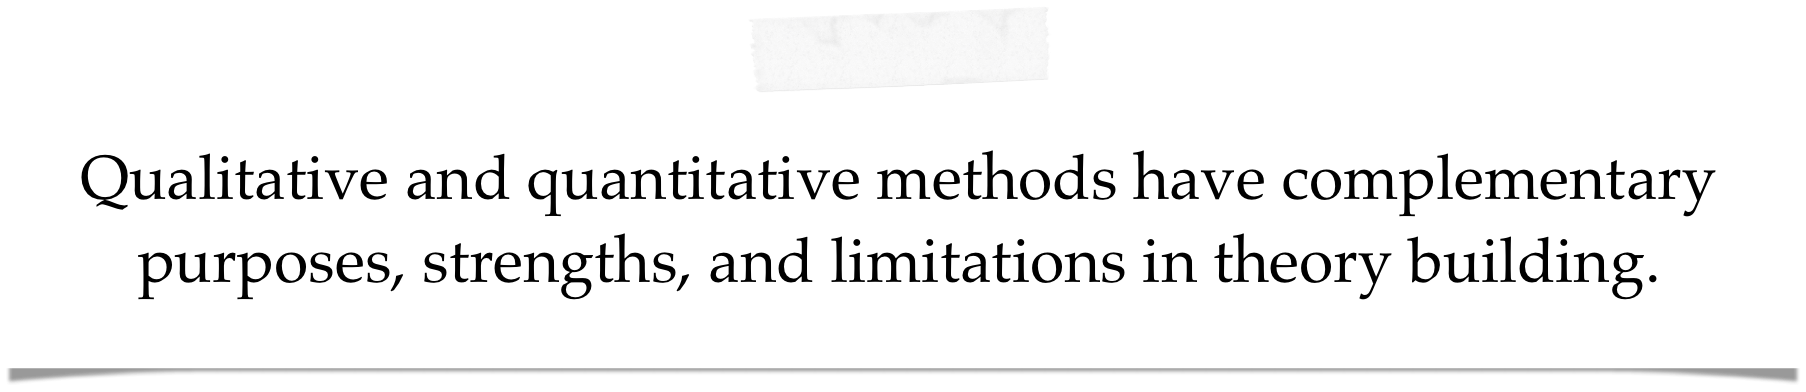 Qualitative and quantitative methods have complementary
purposes, strengths, and limitations in theory building.